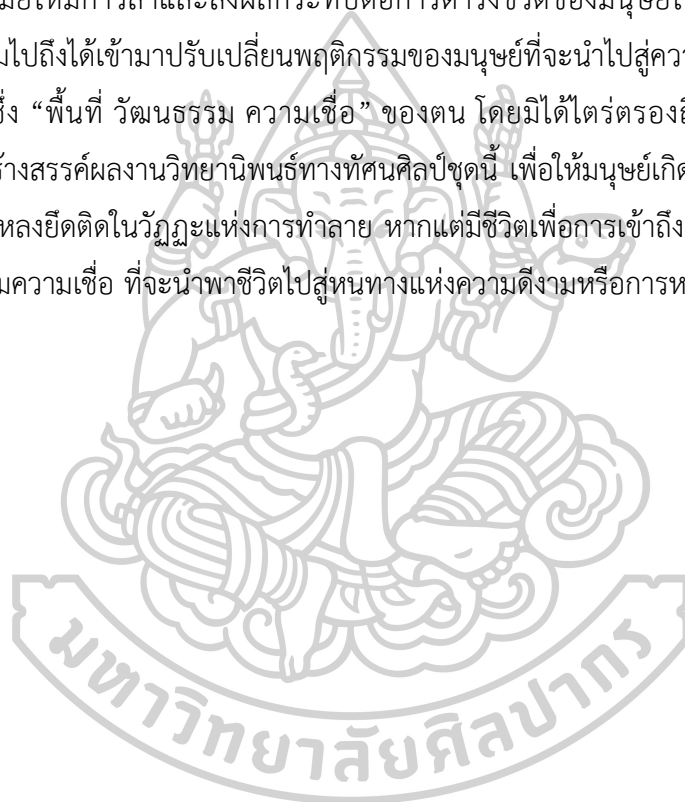 การล้ำและส่งผลกระทบต่อการดำรงชีวิตของมนุษย์
ไปถึงได้เข้ามาปรับเปลี่ยนพฤติกรรมของมนุษย์ที่จะนำไปสู่
ซึ่ง “พื้นที่ วัฒนธรรม ความเชื่อ” ของตน โดยมิได้ไตร่ตรอง
สร้างสรรค์ผลงานวิทยานิพนธ์ทางทัศนศิลป์ชุดนี้ เพื่อให้มนุษย์เกิด
หลงยึดติดในวัฏฏะแห่งการทำลาย หากแต่มีชีวิตเพื่อการเข้าถึง
ความเชื่อ ที่จะนำพาชีวิตไปสู่หนทางแห่งความดีงามหรือการ
มหาวิทยาลัยศิลปากร